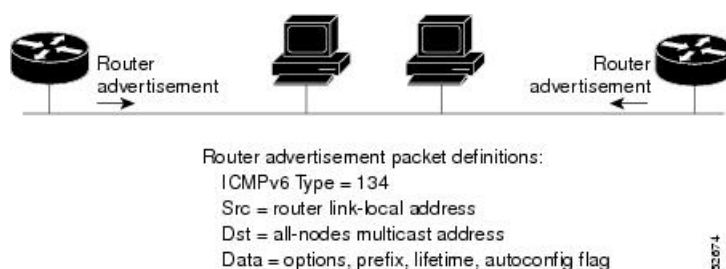 Router
advertisement
Router
advertisement
Router advertisement packet definitions:
ICMPv6 Type = 134
Src = router link-local address
Dst = all-nodes multicast address
Data = options, prefix, lifetime, autoconfig flag